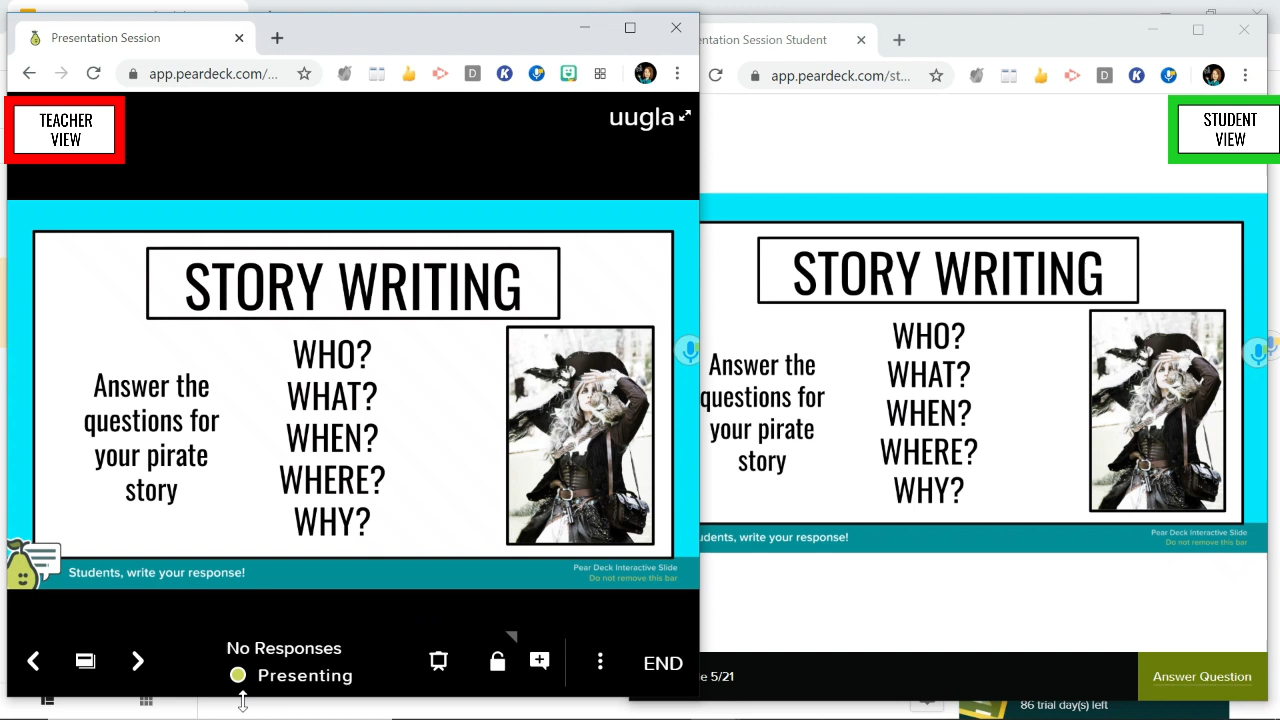 Presentation Session
app.peardeck.com/...
TEACHER
VIEW
uugla
STORY WRITING
Answer the
questions for
your pirate
story
WHO?
WHAT?
WHEN?
WHERE?
WHY?
Students, write your response!
Pear Deck Interactive Slide
Do not remove this bar
No Responses
Presenting
END
ntation Session Student
app.peardeck.com/st...
D
K
STUDENT
VIEW
STORY WRITING
Answer the
questions for
your pirate
story
WHO?
WHAT?
WHEN?
WHERE?
WHY?
udents, write your response!
Pear Deck Interactive Slide
Do not remove this bar
e 5/21
Answer Question
86 trial day(s) left